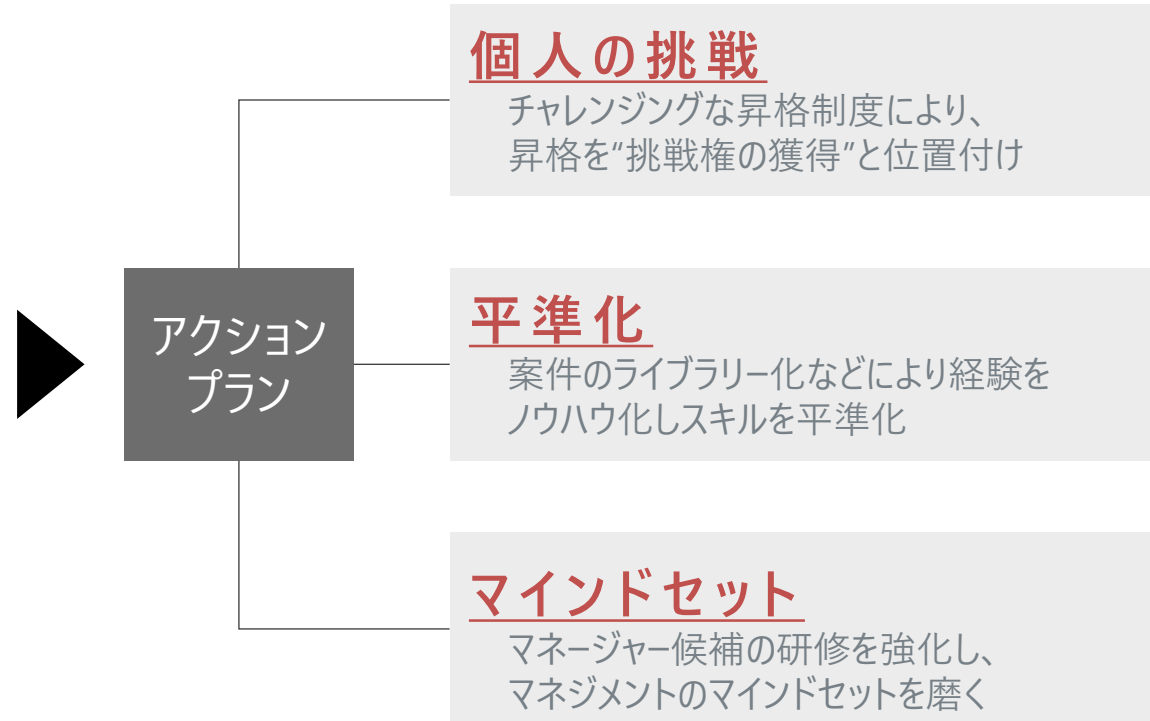 個人の挑戦
チャレンジングな昇格制度により、
昇格を“挑戦権の獲得”と位置付け
アクション
プラン
平準化
案件のライブラリー化などにより経験を
ノウハウ化しスキルを平準化
マインドセット
マネージャー候補の研修を強化し、
マネジメントのマインドセットを磨く